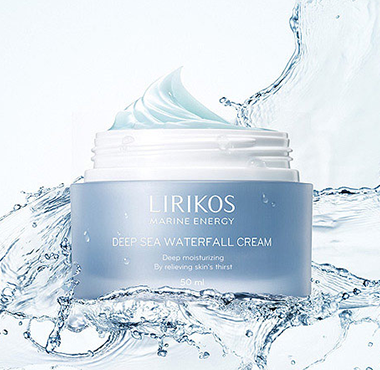 LIRIKOS
MARINE ENERGY
DEEP SEA WATERFALL CREAM
Deep moisturizing
By relieving skin's thirst
50 ml